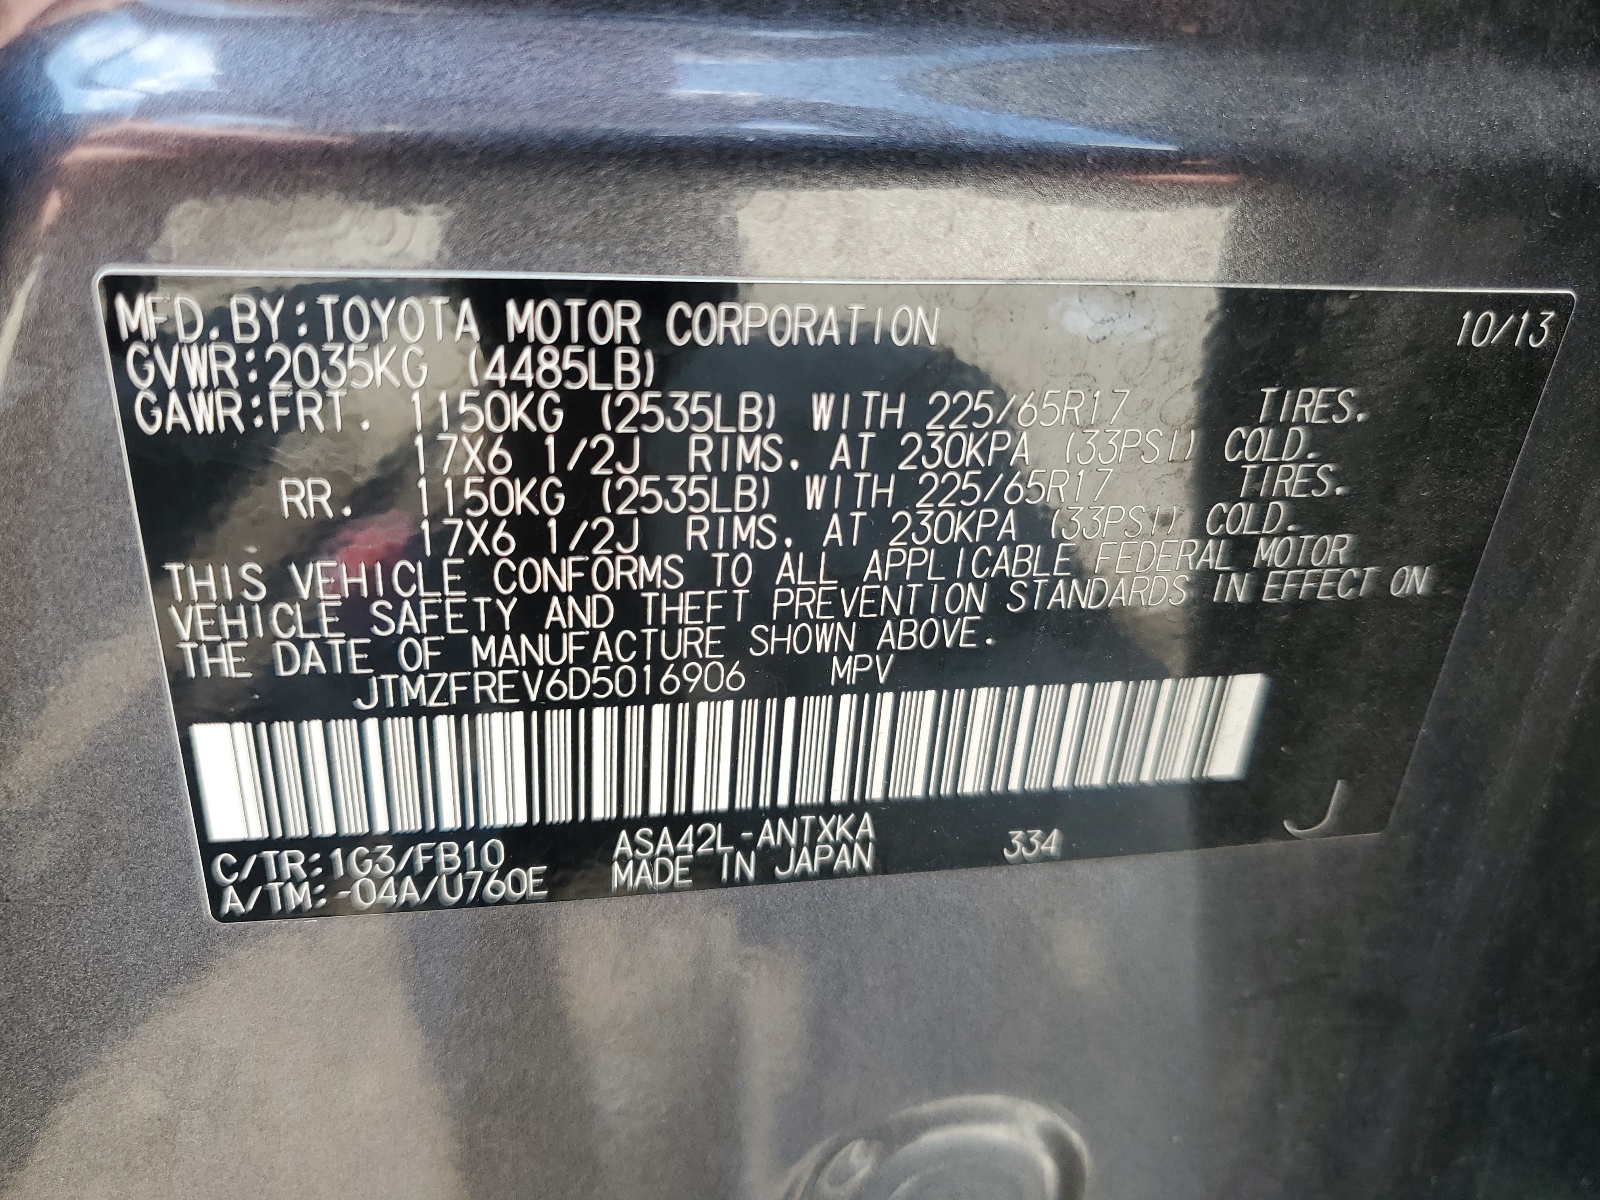 MFD.BY:TOYOTA MOTOR CORPORATION 10/13
GVWR:2035KG (4485LB)
GAWR:FRT. 1150KG (2535LB) WITH 225/65R17 TIRES.
17X6 1/2J RIMS. AT 230KPA (33PSI) COLD.
RR. 1150KG (2535LB) WITH 225/65R17 TIRES.
17X6 1/2J RIMS. AT 230KPA (33PSI) COLD.
THIS VEHICLE CONFORMS TO ALL APPLICABLE FEDERAL MOTOR
VEHICLE SAFETY AND THEFT PREVENTION STANDARDS IN EFFECT ON
THE DATE OF MANUFACTURE SHOWN ABOVE.
JTMZFREV6D5016906 MPV
C/TR:1G3/FB10 ASA42L-ANTXKA 334
A/TM:-04A/U760E MADE IN JAPAN
J